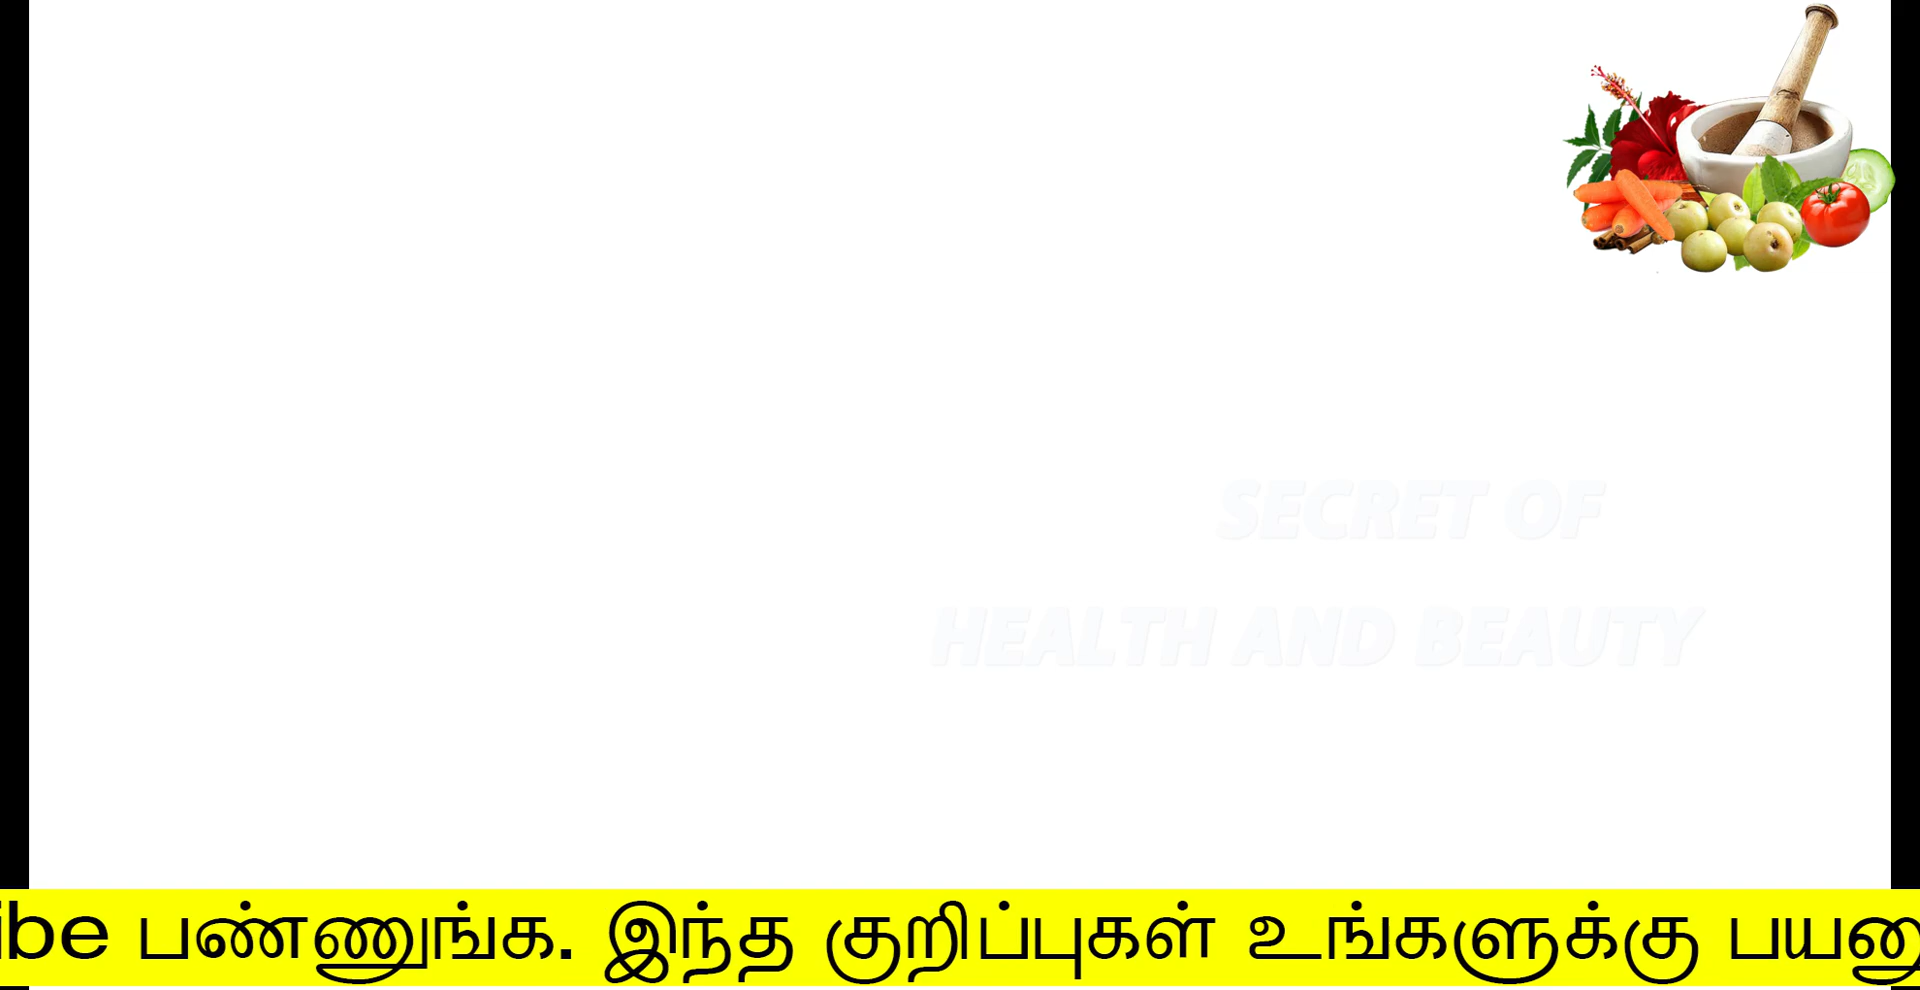 SECRET OF
HEALTH AND BEAUTY
ibe பண்ணுங்க. இந்த குறிப்புகள் உங்களுக்கு பயனு